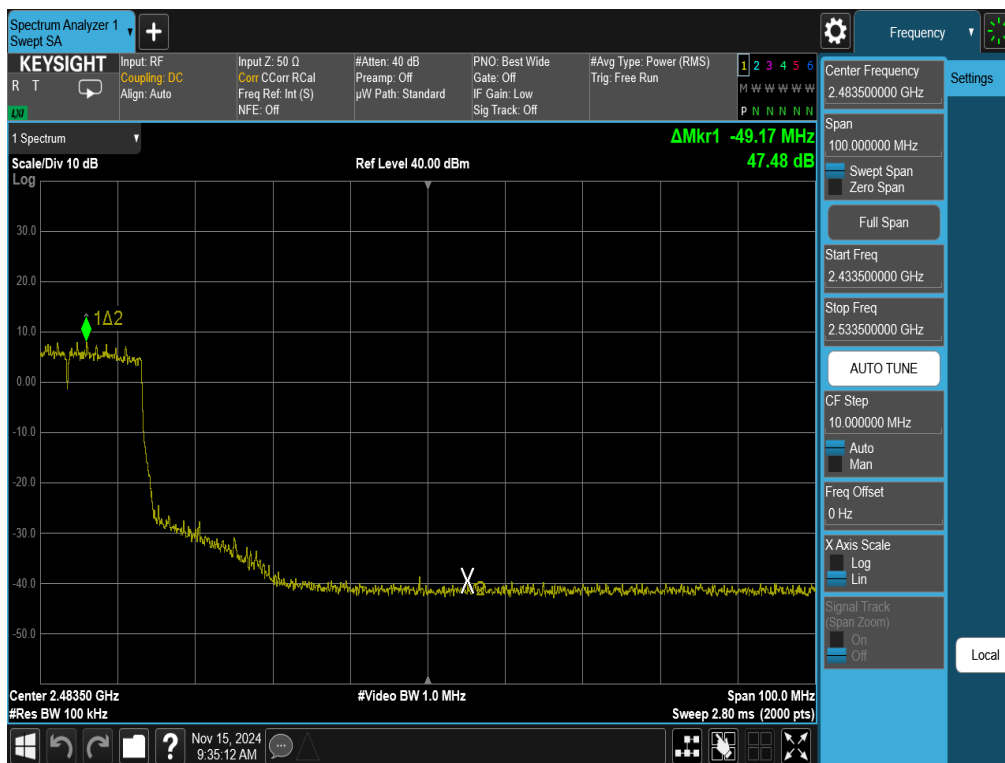 Spectrum Analyzer 1
Swept SA
Frequency
KEYSIGHT
R T
LXI
Input: RF
Coupling: DC
Align: Auto
Input Z: 50 Ω
Corr CCorr RCal
Freq Ref: Int (S)
NFE: Off
#Atten: 40 dB
Preamp: Off
µW Path: Standard
PNO: Best Wide
Gate: Off
IF Gain: Low
Sig Track: Off
#Avg Type: Power (RMS)
Trig: Free Run
1 2 3 4 5 6
M W W W W W
P N N N N N
1 Spectrum
ΔMkr1 -49.17 MHz
47.48 dB
Scale/Div 10 dB
Ref Level 40.00 dBm
Log
30.0
20.0
1Δ2
10.0
0.00
-10.0
-20.0
-30.0
-40.0
X2
-50.0
Center 2.48350 GHz
#Video BW 1.0 MHz
Span 100.0 MHz
#Res BW 100 kHz
Sweep 2.80 ms (2000 pts)
Center Frequency
2.483500000 GHz
Settings
Span
100.000000 MHz
Swept Span
Zero Span
Full Span
Start Freq
2.433500000 GHz
Stop Freq
2.533500000 GHz
AUTO TUNE
CF Step
10.000000 MHz
Auto
Man
Freq Offset
0 Hz
X Axis Scale
Log
Lin
Signal Track
(Span Zoom)
On
Off
Local
?
Nov 15, 2024
9:35:12 AM